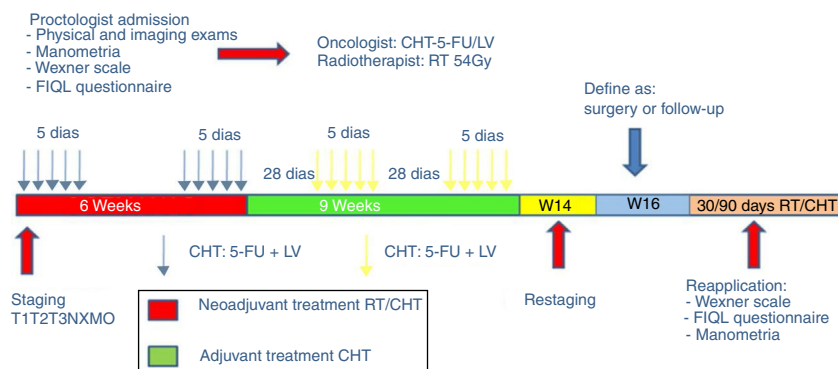 Proctologist admission
- Physical and imaging exams
- Manometria
- Wexner scale
- FIQL questionnaire
Oncologist: CHT-5-FU/LV
Radiotherapist: RT 54Gy
Define as:
surgery or follow-up
5 dias
5 dias
5 dias
5 dias
28 dias
28 dias
6 Weeks
9 Weeks
W14
W16
30/90 days RT/CHT
CHT: 5-FU + LV
CHT: 5-FU + LV
Staging
T1T2T3NXMO
Restaging
Reapplication:
- Wexner scale
- FIQL questionnaire
- Manometria
Neoadjuvant treatment RT/CHT
Adjuvant treatment CHT